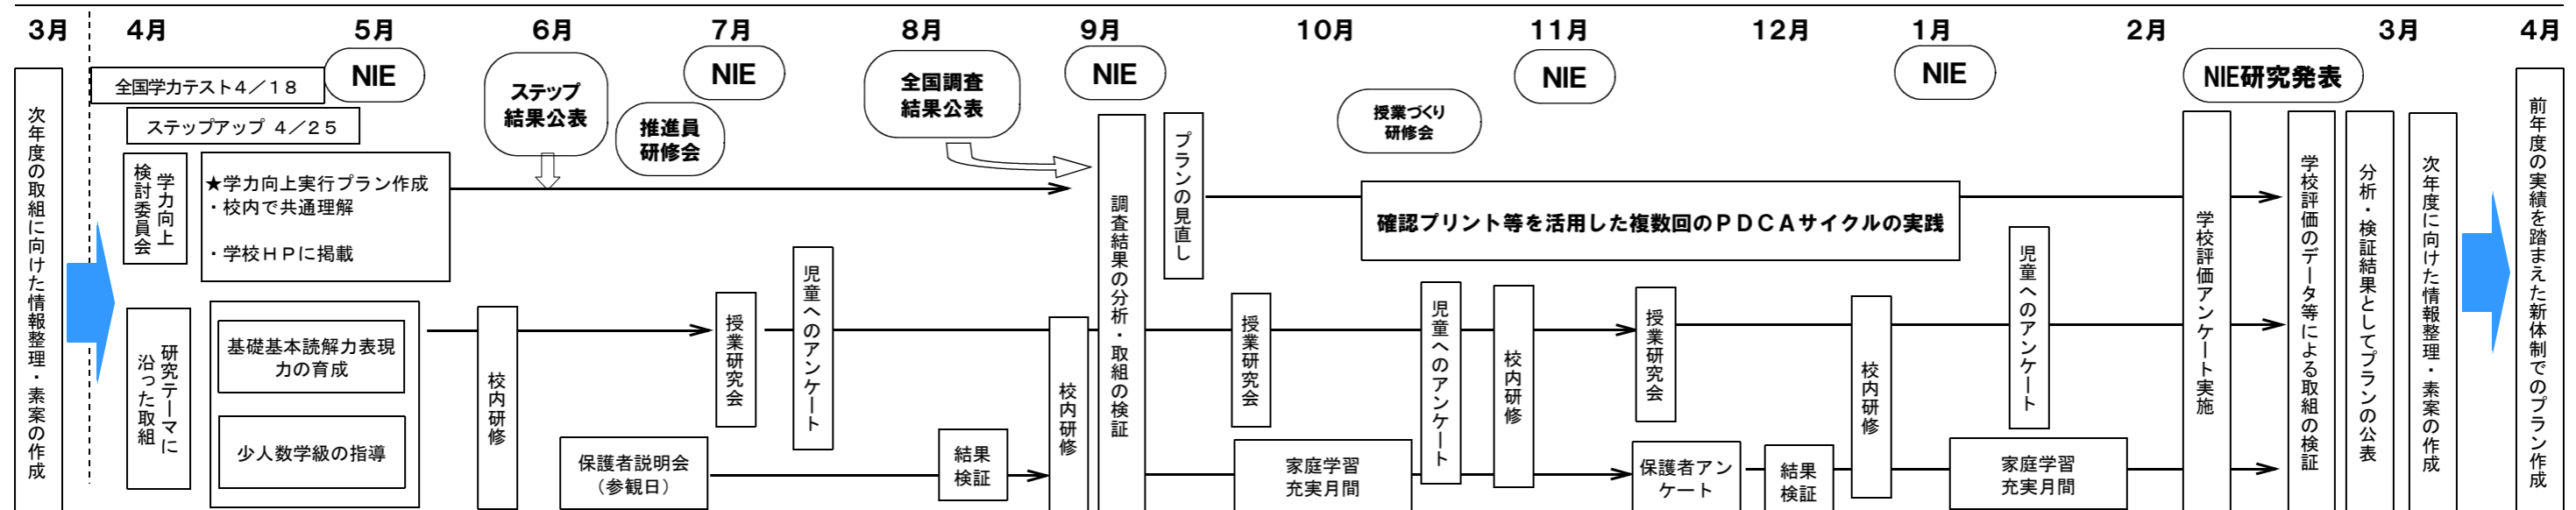 3月
4月
5月
6月
7月
8月
9月
10月
11月
12月
1月
2月
3月
4月
次年度の取組に向けた情報整理・素案の作成
全国学力テスト4／18
NIE
ステップアップ 4／25
学力向上
検討委員会
★学力向上実行プラン作成
・校内で共通理解
・学校HPに掲載
研究テーマに
沿った取組
基礎基本読解力表現
力の育成
少人数学級の指導
ステップ
結果公表
校内研修
推進員
研修会
NIE
授業研究会
保護者説明会
（参観日）
児童へのアンケート
全国調査
結果公表
結果
検証
NIE
校内研修
調査結果の分析・取組の検証
プランの見直し
授業づくり
研修会
確認プリント等を活用した複数回のPDCAサイクルの実践
授業研究会
家庭学習
充実月間
児童へのアンケート
NIE
校内研修
授業研究会
保護者アン
ケート
結果
検証
校内研修
NIE
児童へのアンケート
家庭学習
充実月間
NIE研究発表
学校評価アンケート実施
学校評価のデータ等による取組の検証
分析・検証結果としてプランの公表
次年度に向けた情報整理・素案の作成
前年度の実績を踏まえた新体制でのプラン作成